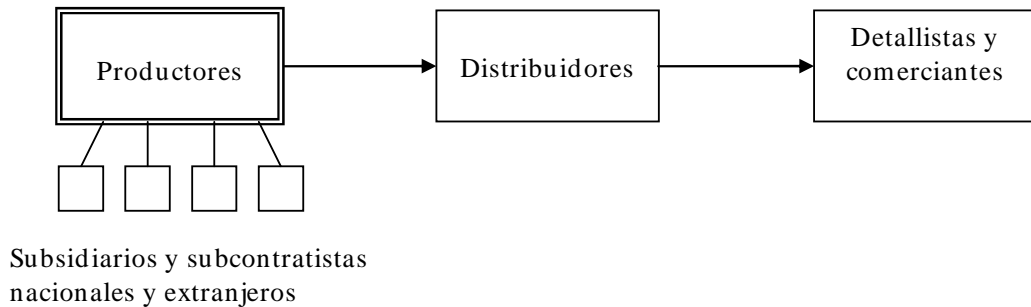 Productores
Distribuidores
Detallistas y
comerciantes
Subsidiarios y subcontratistas
nacionales y extranjeros